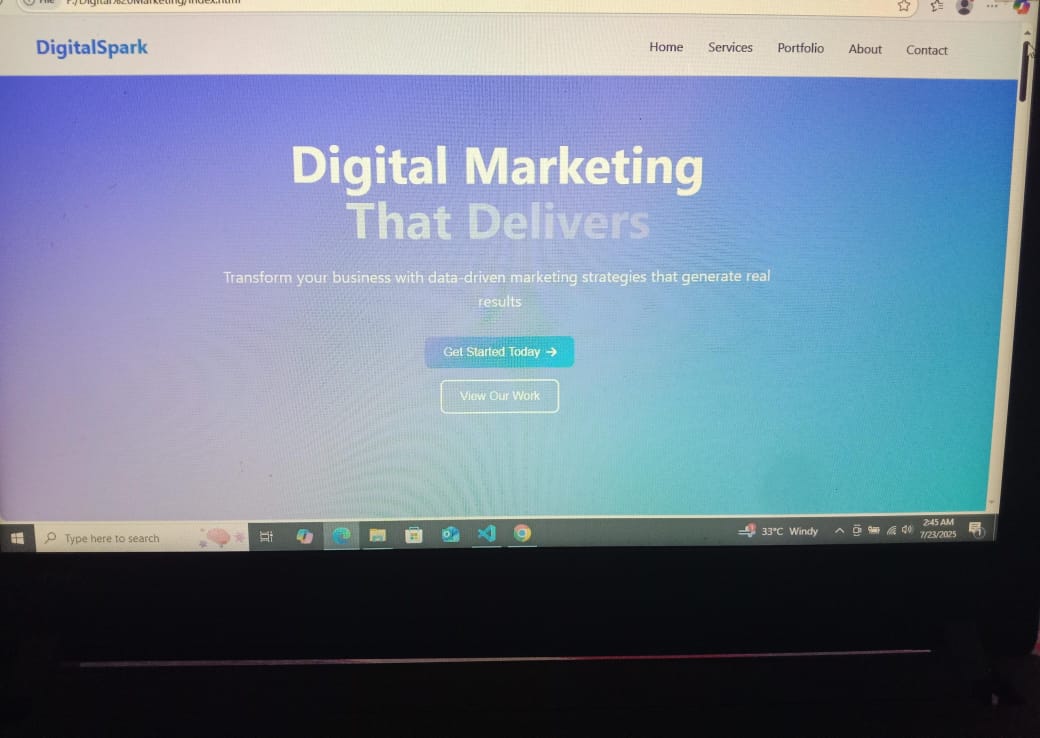 File
F:/Digital%20Marketing/index.html
DigitalSpark
Home Services Portfolio About Contact
Digital Marketing
That Delivers
Transform your business with data-driven marketing strategies that generate real
results
Get Started Today →
View Our Work
Type here to search
33°C Windy
2:45 AM
7/23/2025
1